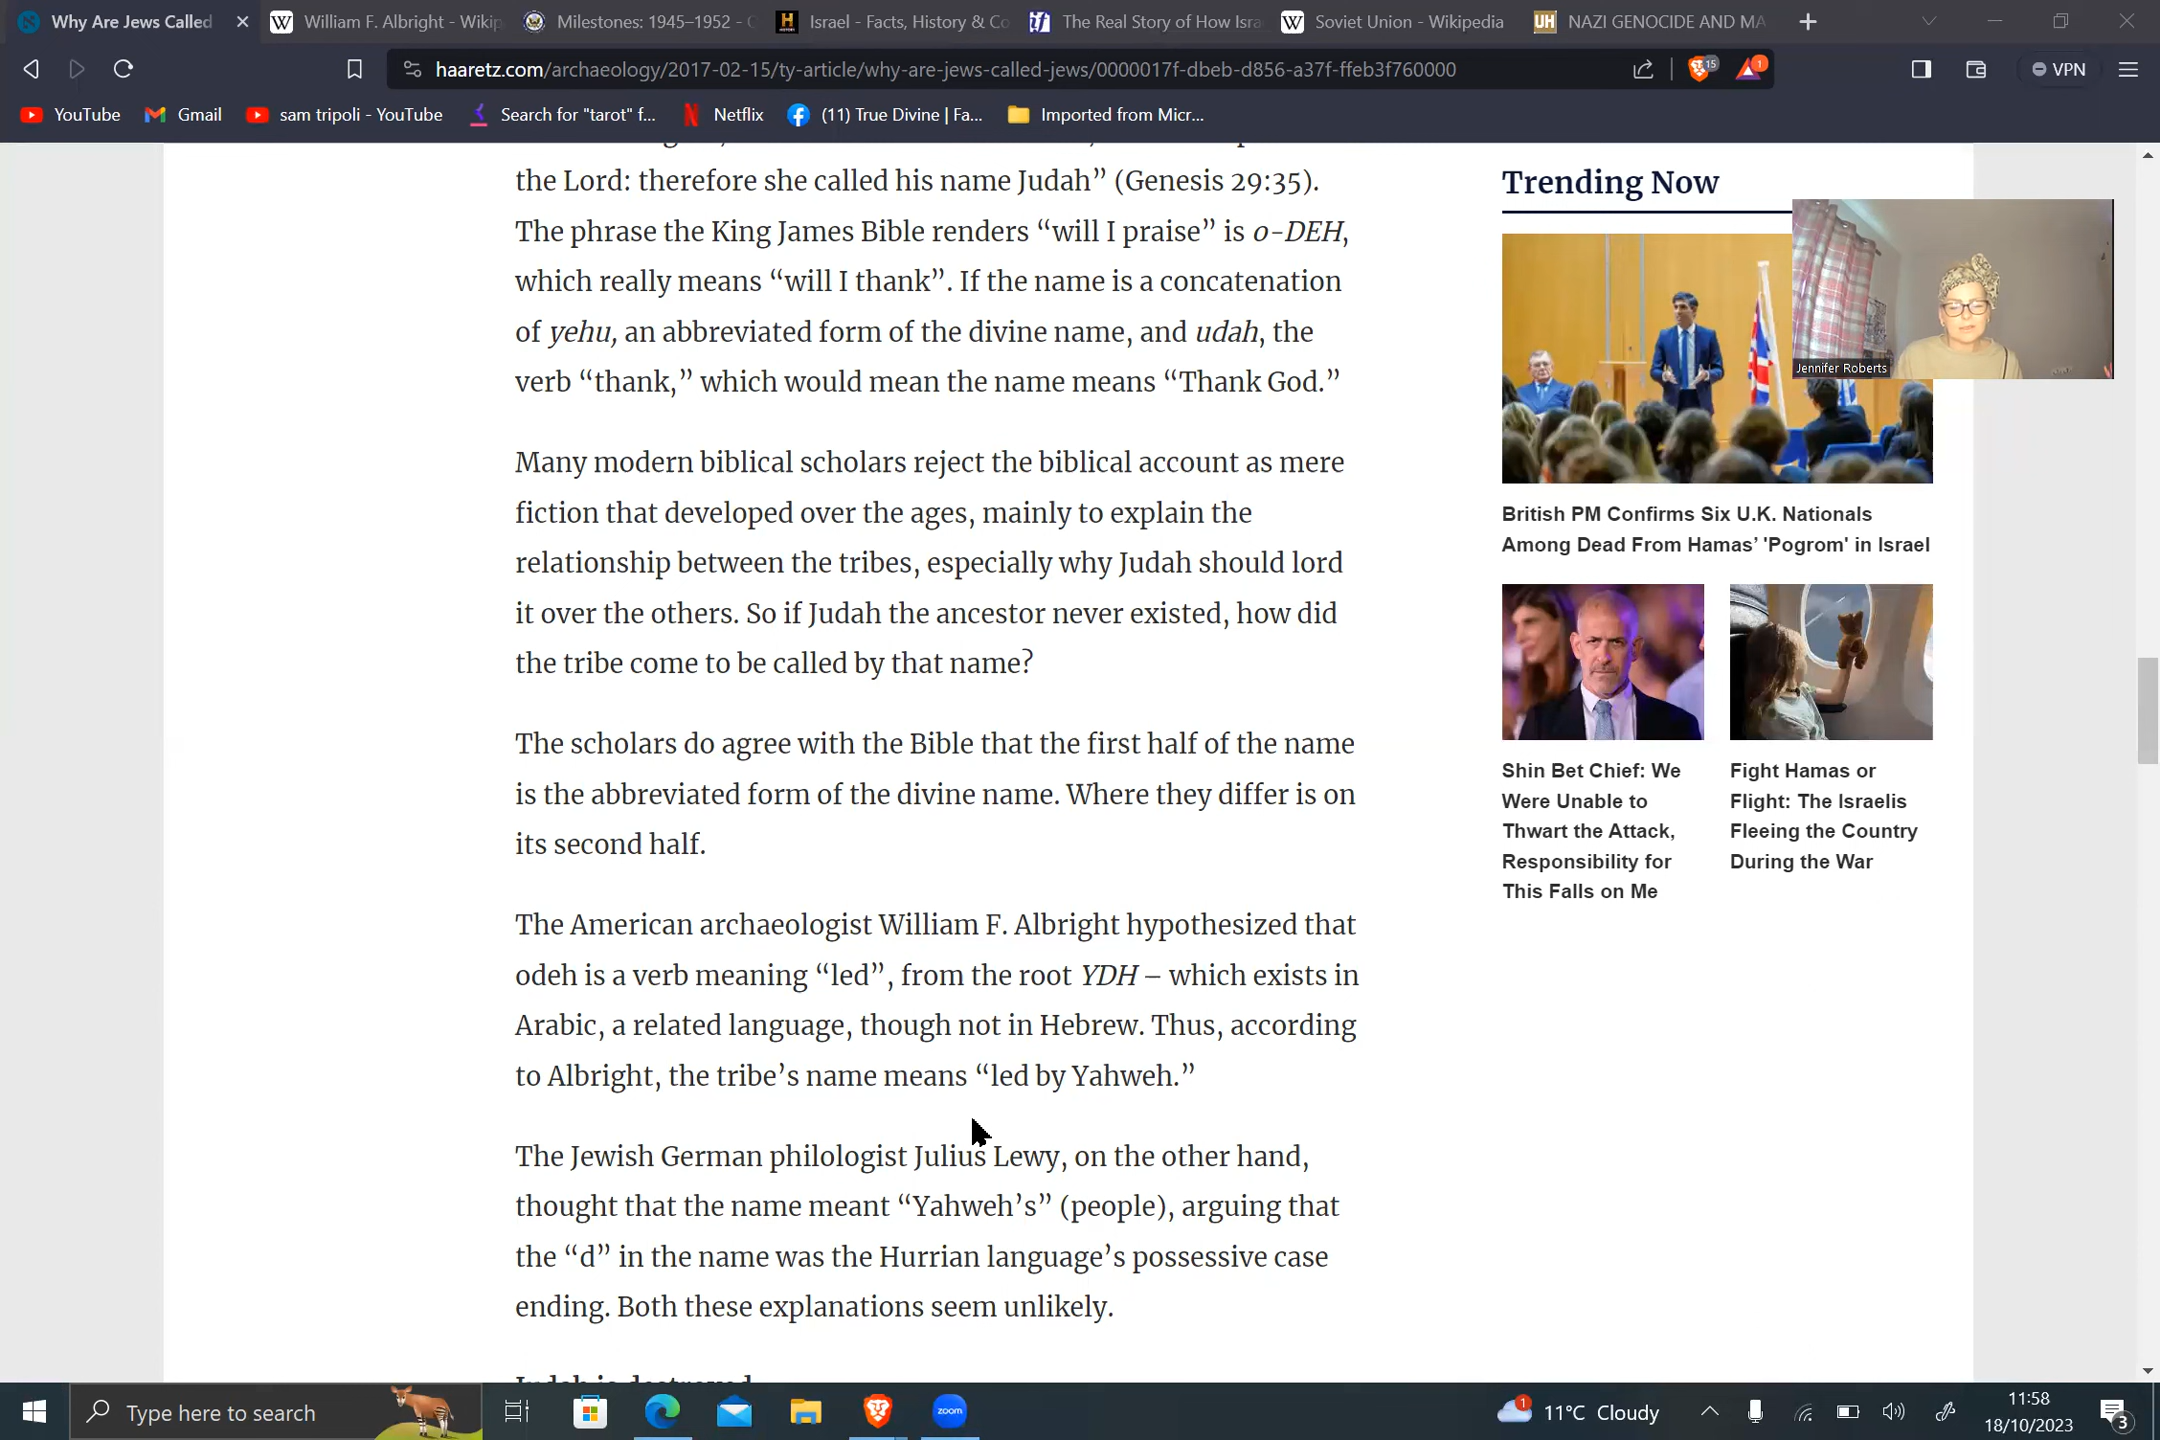 Why Are Jews Called
William F. Albright - Wikip
Milestones: 1945–1952 - O
Israel - Facts, History & Co
The Real Story of How Isra
Soviet Union - Wikipedia
NAZI GENOCIDE AND MA
haaretz.com/archaeology/2017-02-15/ty-article/why-are-jews-called-jews/0000017f-dbeb-d856-a37f-ffeb3f760000
15
1
VPN
YouTube
Gmail
sam tripoli - YouTube
Search for "tarot" f...
Netflix
(11) True Divine | Fa...
Imported from Micr...
the Lord: therefore she called his name Judah” (Genesis 29:35).
The phrase the King James Bible renders “will I praise” is o-DEH,
which really means “will I thank”. If the name is a concatenation
of yehu, an abbreviated form of the divine name, and udah, the
verb “thank,” which would mean the name means “Thank God.”
Many modern biblical scholars reject the biblical account as mere
fiction that developed over the ages, mainly to explain the
relationship between the tribes, especially why Judah should lord
it over the others. So if Judah the ancestor never existed, how did
the tribe come to be called by that name?
The scholars do agree with the Bible that the first half of the name
is the abbreviated form of the divine name. Where they differ is on
its second half.
The American archaeologist William F. Albright hypothesized that
odeh is a verb meaning “led”, from the root YDH – which exists in
Arabic, a related language, though not in Hebrew. Thus, according
to Albright, the tribe’s name means “led by Yahweh.”
The Jewish German philologist Julius Lewy, on the other hand,
thought that the name meant “Yahweh’s” (people), arguing that
the “d” in the name was the Hurrian language’s possessive case
ending. Both these explanations seem unlikely.
Judah is destroyed
Trending Now
Jennifer Roberts
British PM Confirms Six U.K. Nationals
Among Dead From Hamas’ 'Pogrom' in Israel
Shin Bet Chief: We
Were Unable to
Thwart the Attack,
Responsibility for
This Falls on Me
Fight Hamas or
Flight: The Israelis
Fleeing the Country
During the War
Type here to search
zoom
1
11°C Cloudy
11:58
18/10/2023
3